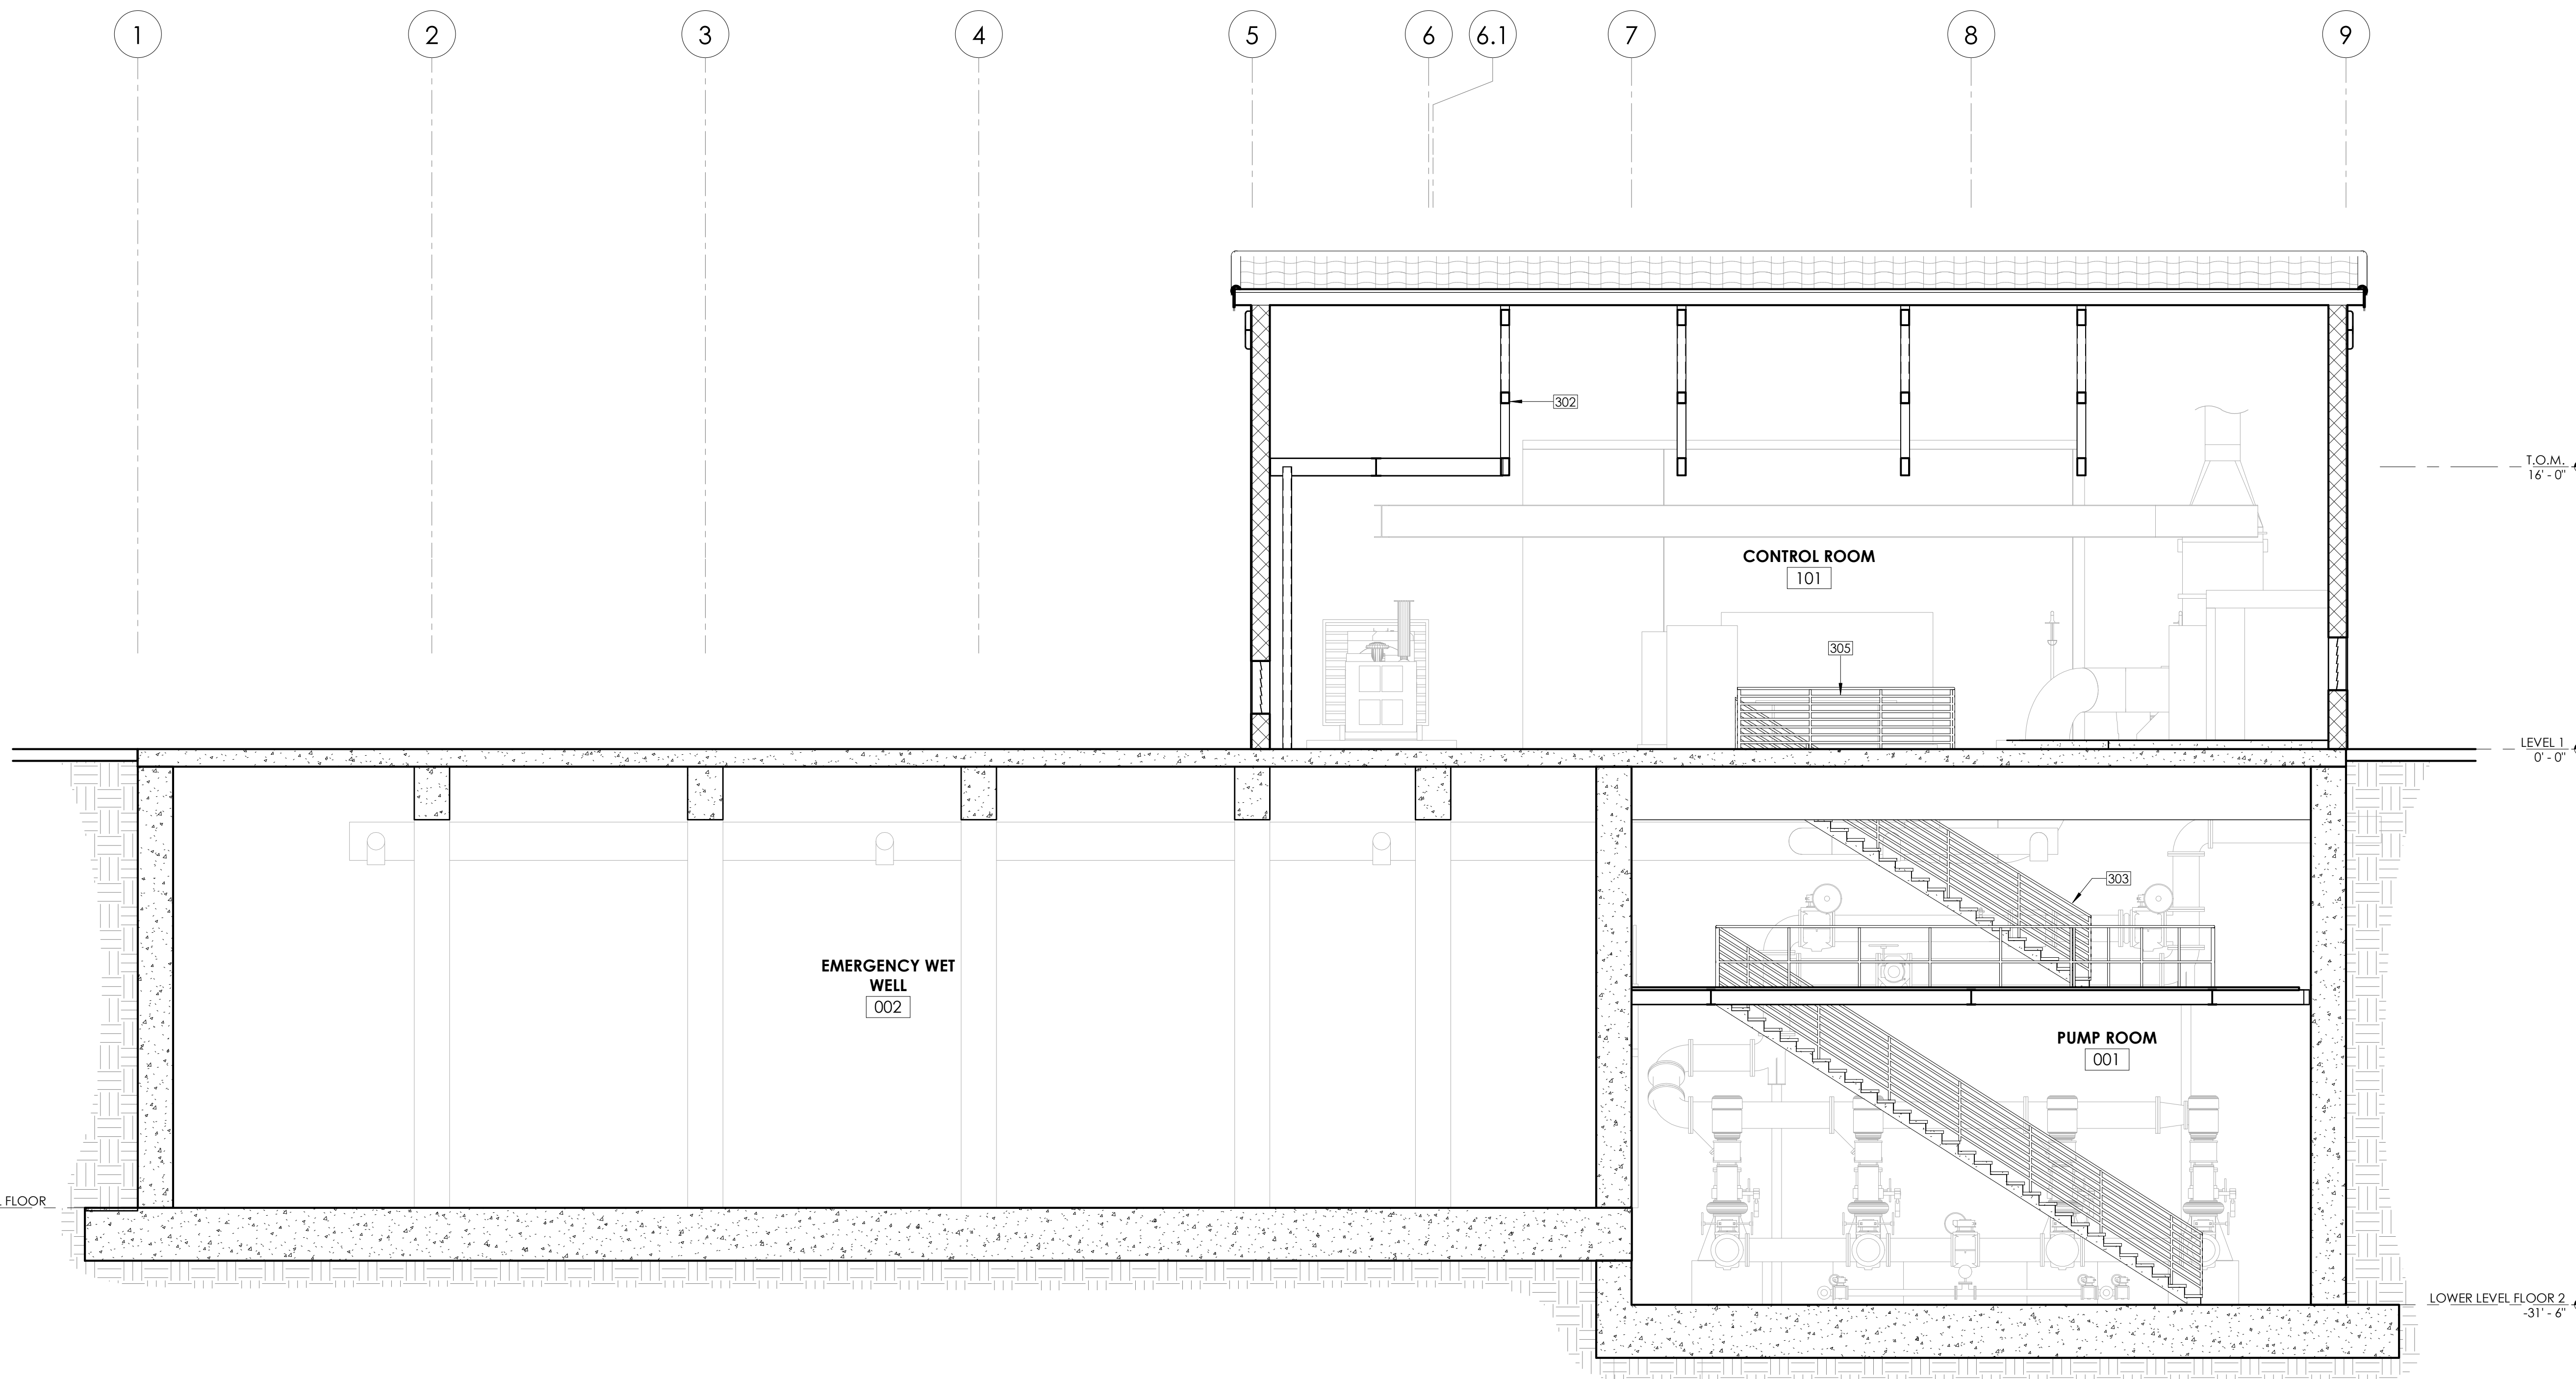 1
2
3
4
5
6
6.1
7
8
9
302
T.O.M.
16' - 0"
CONTROL ROOM
101
305
LEVEL 1
0' - 0"
303
EMERGENCY WET
WELL
002
PUMP ROOM
001
FLOOR
LOWER LEVEL FLOOR 2
-31' - 6"